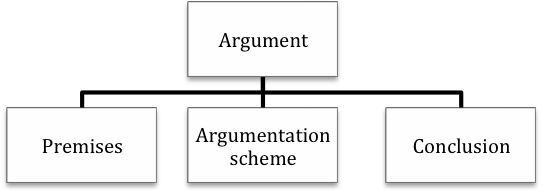 Argument
Premises
Argumentation
scheme
Conclusion